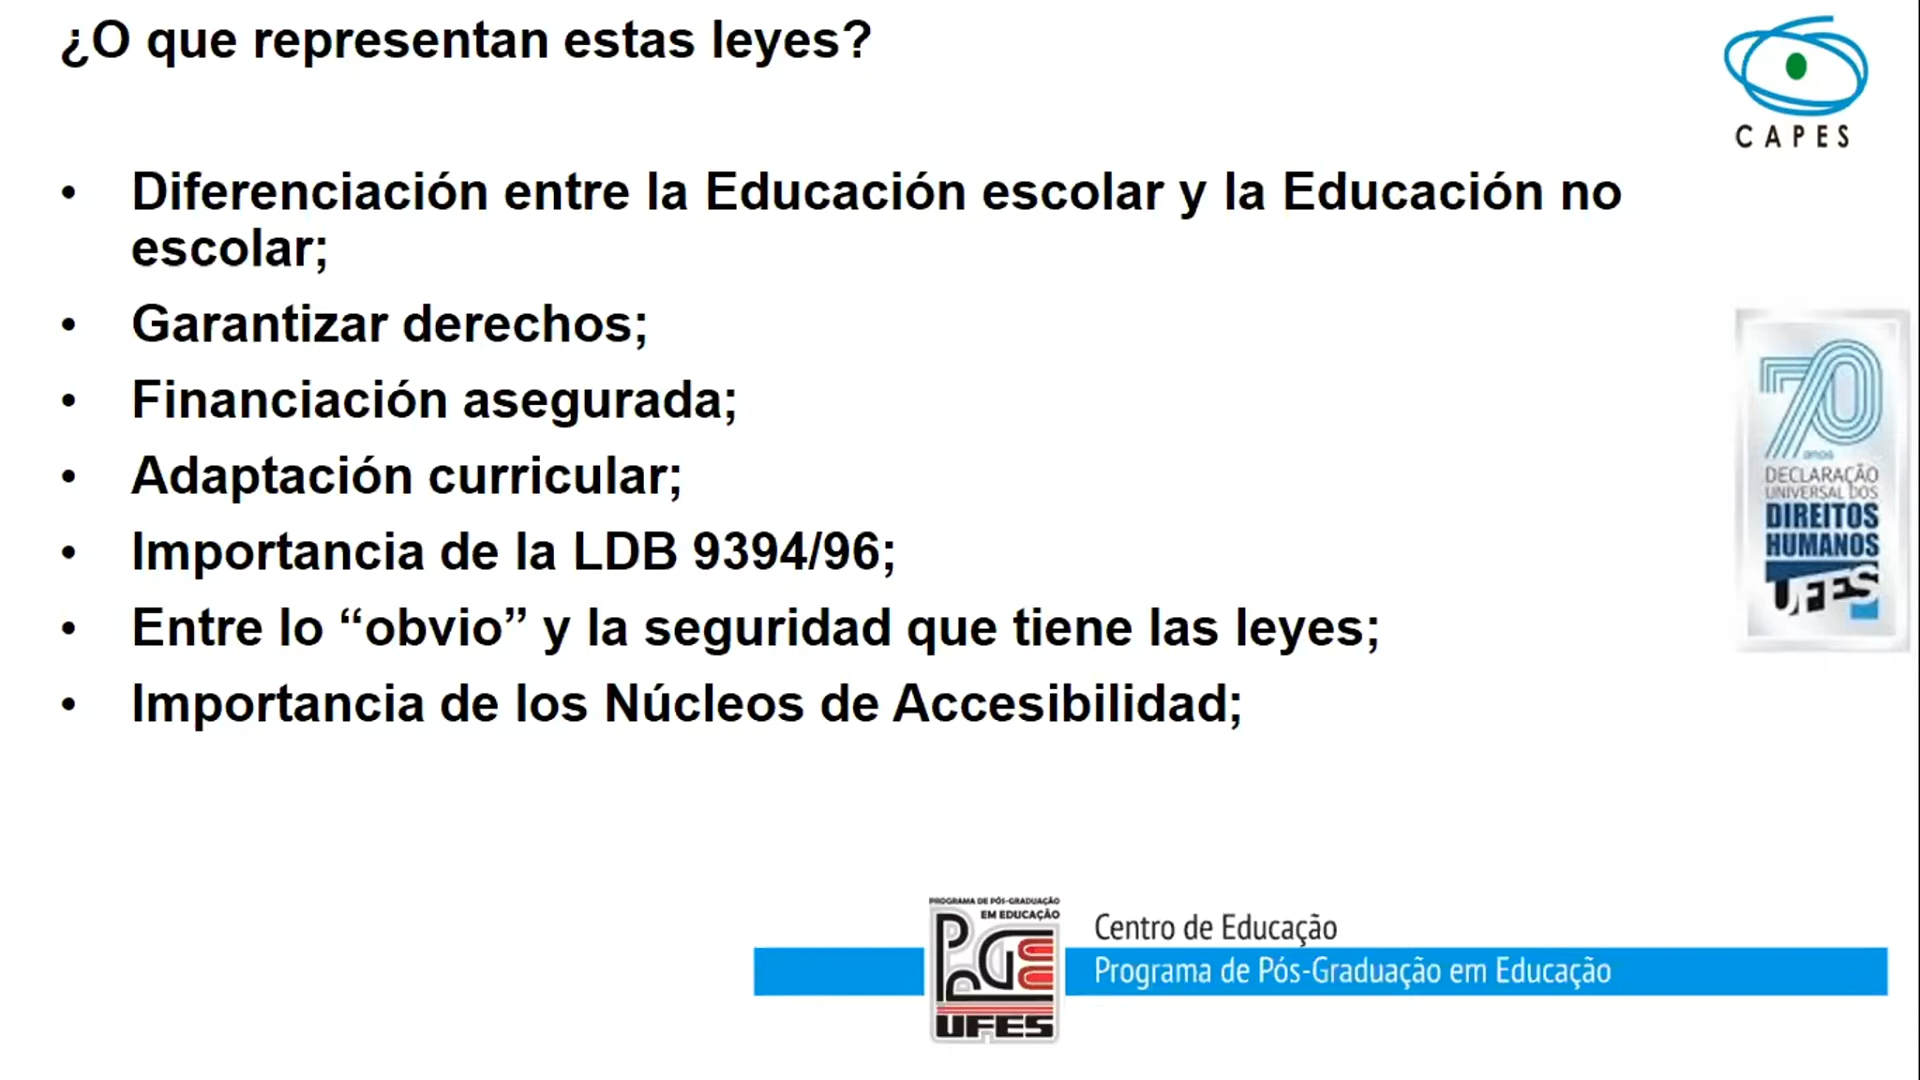 ¿O que representan estas leyes?
CAPES
• Diferenciación entre la Educación escolar y la Educación no
escolar;
• Garantizar derechos;
• Financiación asegurada;
• Adaptación curricular;
• Importancia de la LDB 9394/96;
• Entre lo “obvio” y la seguridad que tiene las leyes;
• Importancia de los Núcleos de Accesibilidad;
70
anos
DECLARAÇÃO
UNIVERSAL DOS
DIREITOS
HUMANOS
UFES
PROGRAMA DE PÓS-GRADUAÇÃO
EM EDUCAÇÃO
PPGE
UFES
Centro de Educação
Programa de Pós-Graduação em Educação